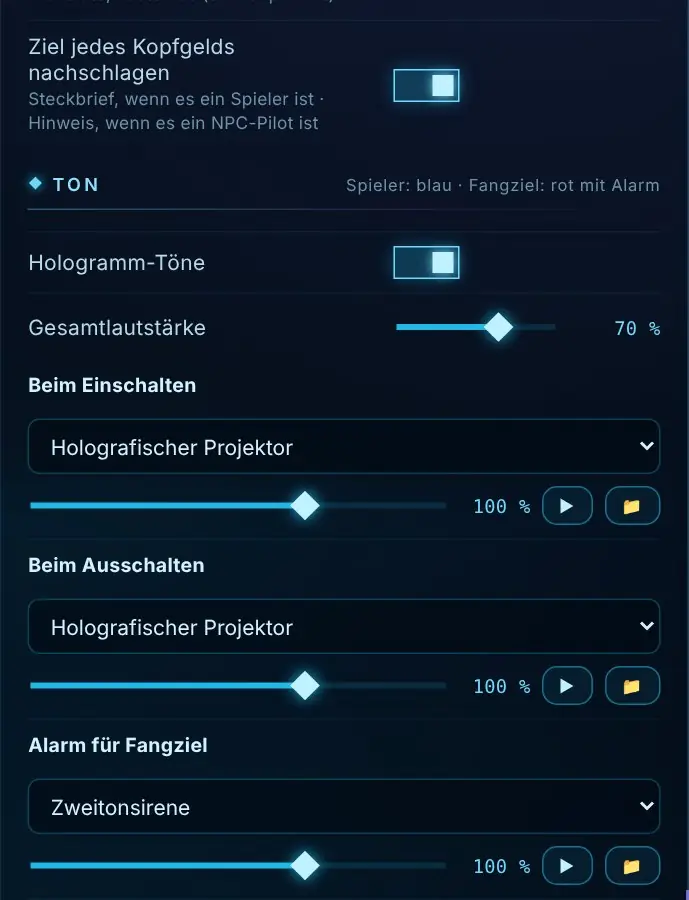 Ziel jedes Kopfgelds
nachschlagen
Steckbrief, wenn es ein Spieler ist ·
Hinweis, wenn es ein NPC-Pilot ist
TON
Spieler: blau · Fangziel: rot mit Alarm
Hologramm-Töne
Gesamtlautstärke
70 %
Beim Einschalten
Holografischer Projektor
100 %
Beim Ausschalten
Holografischer Projektor
100 %
Alarm für Fangziel
Zweitonsirene
100 %